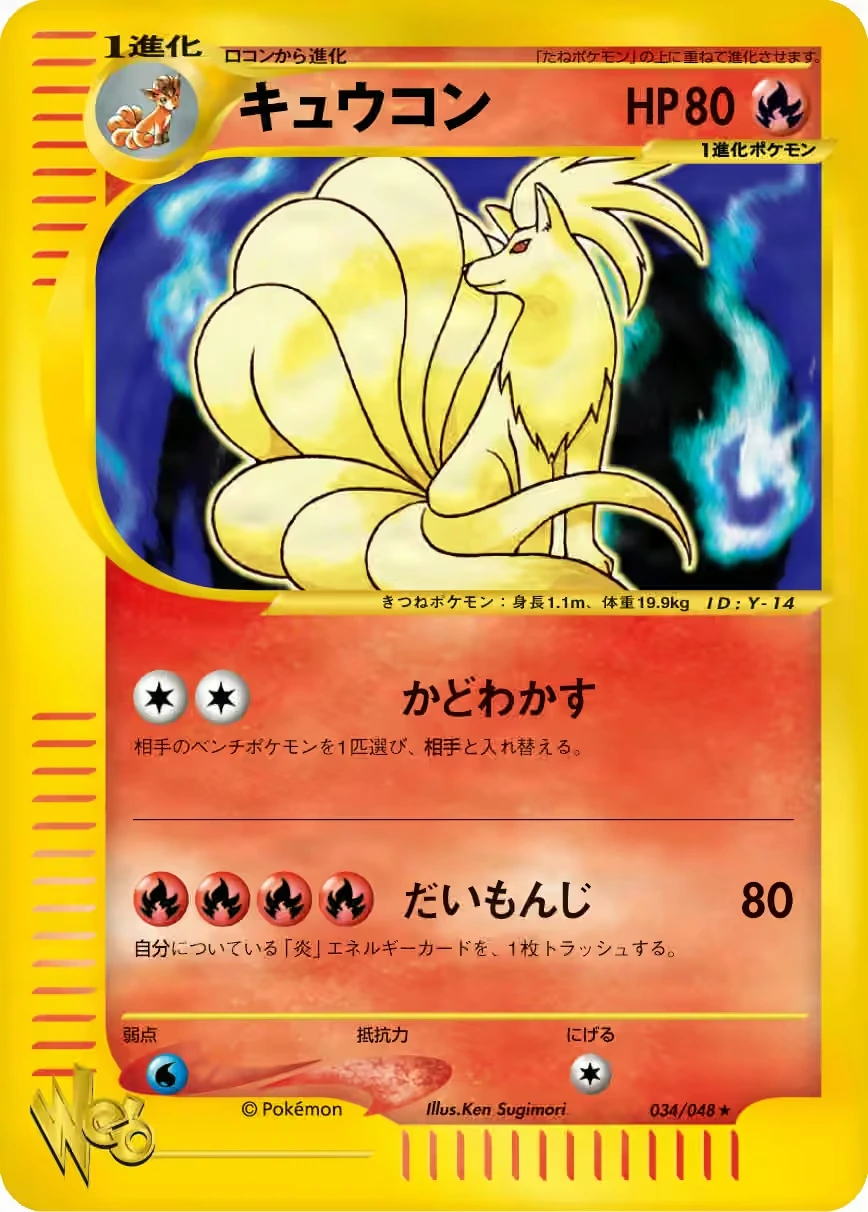 1進化
ロコンから進化
「たねポケモン」の上に重ねて進化させます。
キュウコン
HP80
1進化ポケモン
きつねポケモン：身長1.1m、体重19.9kg ID：Y-14
かどわかす
相手のベンチポケモンを1匹選び、相手と入れ替える。
だいもんじ 80
自分についている「炎」エネルギーカードを、1枚トラッシュする。
弱点 抵抗力 にげる
© Pokémon Illus.Ken Sugimori 034/048★
Web